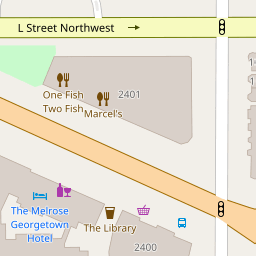 L Street Northwest
One Fish
Two Fish
2401
Marcel's
The Melrose
Georgetown
Hotel
The Library
2400